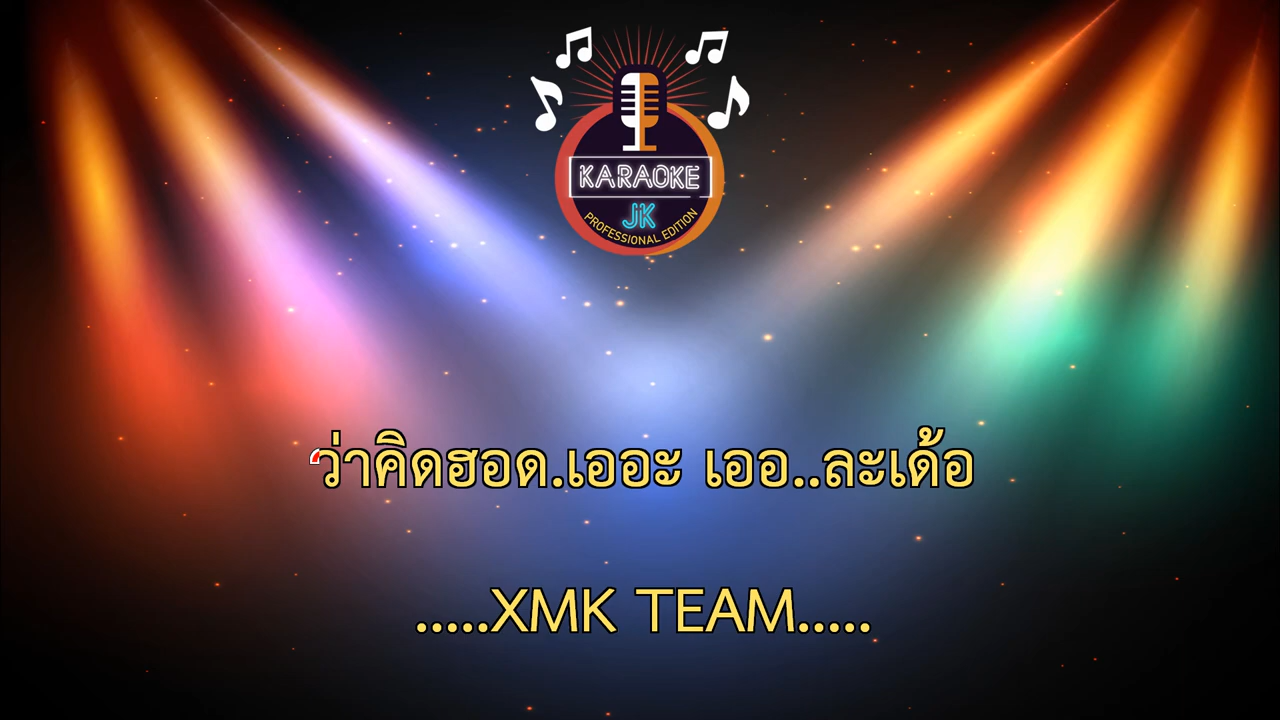 KARAOKE
JK
PROFESSIONAL EDITION
ว่าคิดฮอด.เออะ เออ..ละเด้อ
.....XMK TEAM.....